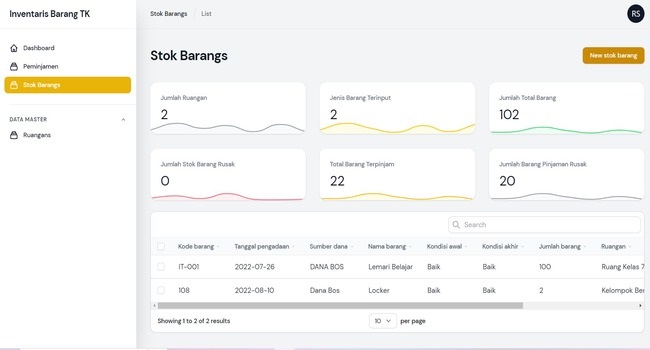 Inventaris Barang TK
Stok Barangs List
RS
Dashboard
Peminjamen
Stok Barangs
DATA MASTER
Ruangans
Stok Barangs
New stok barang
Jumlah Ruangan
2
Jenis Barang Terinput
2
Jumlah Total Barang
102
Jumlah Stok Barang Rusak
0
Total Barang Terpinjam
22
Jumlah Barang Pinjaman Rusak
20
Search
Kode barang Tanggal pengadaan Sumber dana Nama barang Kondisi awal Kondisi akhir Jumlah barang Ruangan
IT-001 2022-07-26 DANA BOS Lemari Belajar Baik Baik 100 Ruang Kelas 7
108 2022-08-10 Dana Bos Locker Baik Baik 2 Kelompok Ber
Showing 1 to 2 of 2 results 10 per page